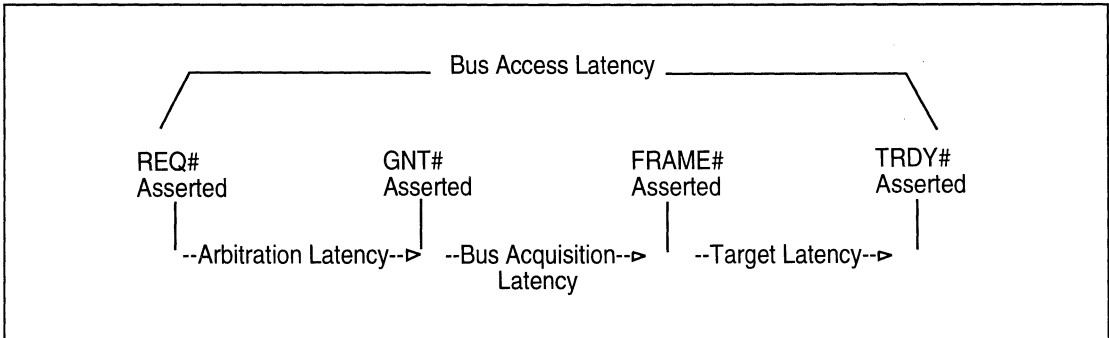 Bus Access Latency
REQ# GNT# FRAME# TRDY#
Asserted Asserted Asserted Asserted
--Arbitration Latency-- --Bus Acquisition-- --Target Latency--
Latency